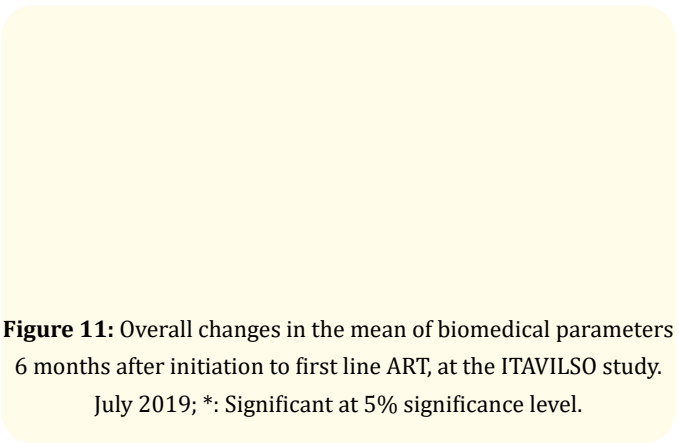 Figure 11: Overall changes in the mean of biomedical parameters
6 months after initiation to first line ART, at the ITAVILSO study.
July 2019; *: Significant at 5% significance level.